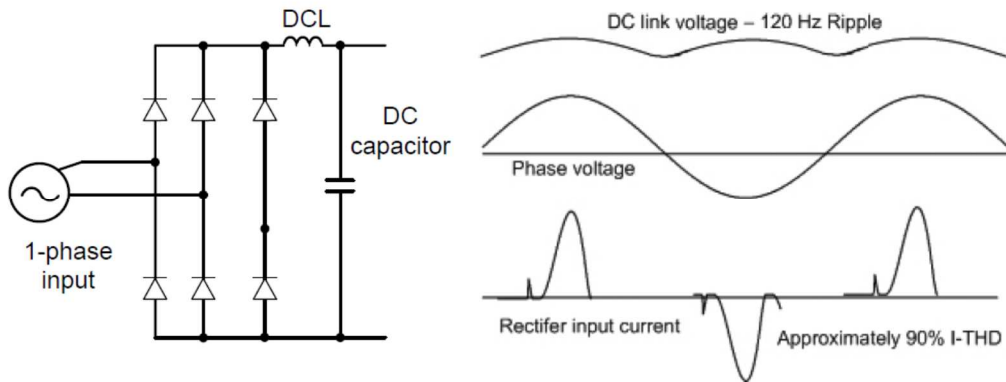 DCL
DC
capacitor
1-phase
input
DC link voltage – 120 Hz Ripple
Phase voltage
Rectifer input current
Approximately 90% I-THD